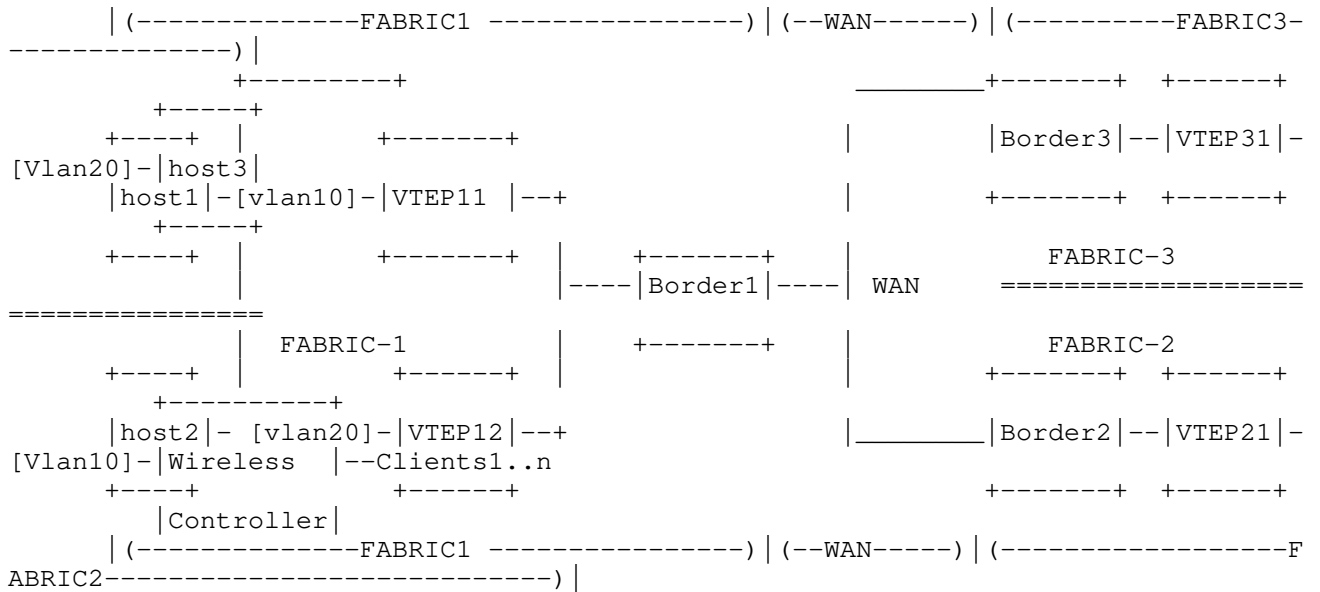 |(--------------FABRIC1 ----------------)|(--WAN------)|(----------FABRIC3-
--------------)|
+---------+ ________+-------+ +------+
+-----+
+----+ | +-------+ | |Border3|--|VTEP31|-
[Vlan20]-|host3|
|host1|-[vlan10]-|VTEP11 |--+ | +-------+ +------+
+-----+
+----+ | +-------+ | +-------+ | FABRIC-3
| |----|Border1|----| WAN ===================
================
| FABRIC-1 | +-------+ | FABRIC-2
+----+ | +------+ | | +-------+ +------+
+----------+
|host2|- [vlan20]-|VTEP12|--+ |________|Border2|--|VTEP21|-
[Vlan10]-|Wireless |--Clients1..n
+----+ +------+ +-------+ +------+
|Controller|
|(--------------FABRIC1 ----------------)|(--WAN-----)|(------------------F
ABRIC2----------------------------)|